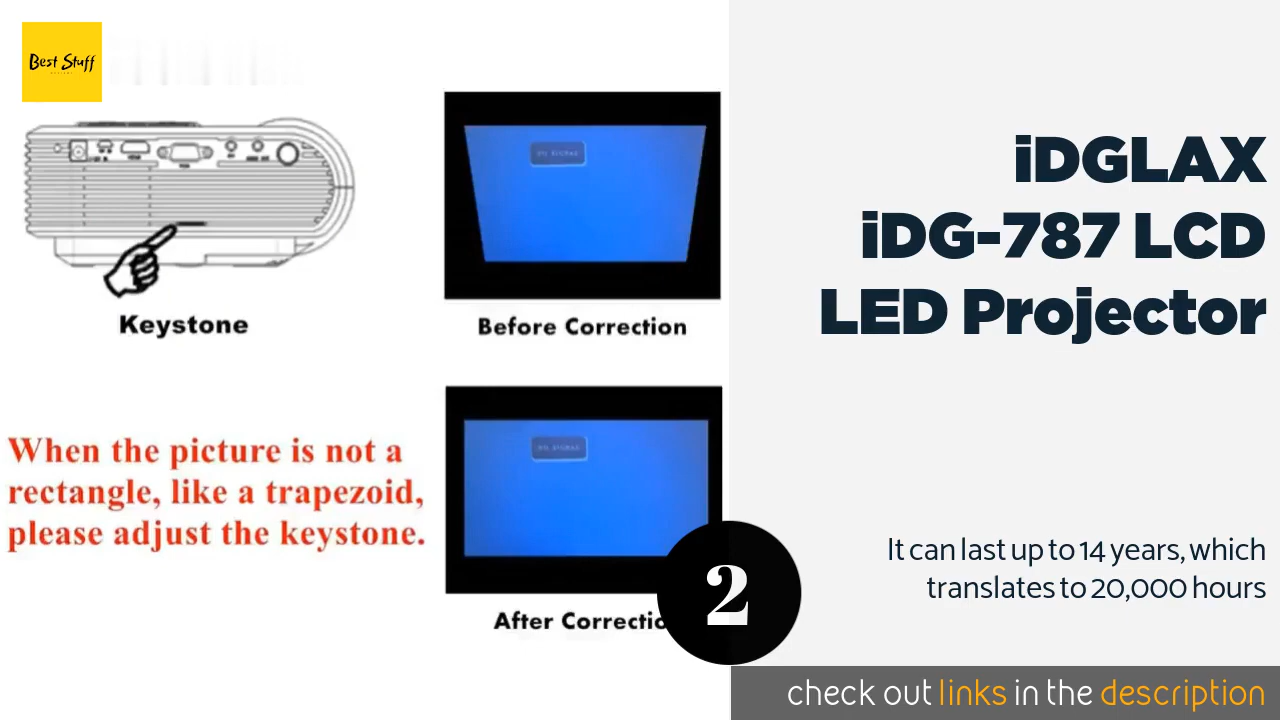 Best Stuff
iDGLAX
iDG-787 LCD
LED Projector
Keystone
Before Correction
When the picture is not a
rectangle, like a trapezoid,
please adjust the keystone.
After Correctio
2
It can last up to 14 years, which
translates to 20,000 hours
check out links in the description